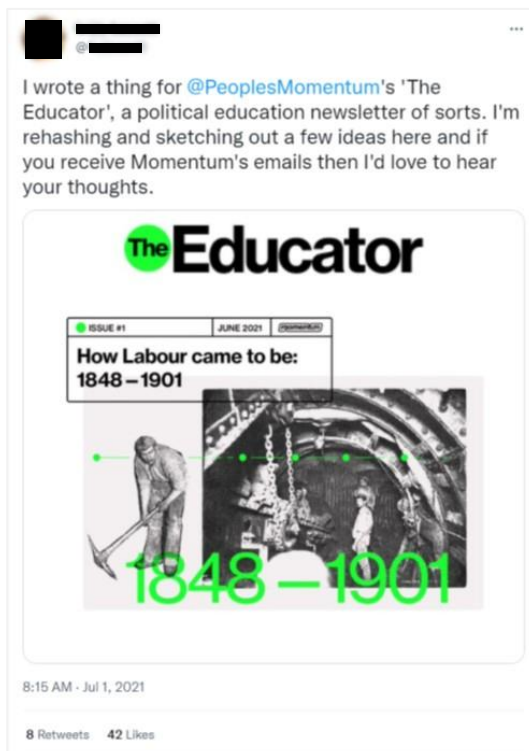 @
I wrote a thing for @PeoplesMomentum's 'The
Educator', a political education newsletter of sorts. I'm
rehashing and sketching out a few ideas here and if
you receive Momentum's emails then I'd love to hear
your thoughts.
The Educator
ISSUE #1 JUNE 2021 momentum
How Labour came to be:
1848 – 1901
1848 – 1901
8:15 AM · Jul 1, 2021
8 Retweets 42 Likes